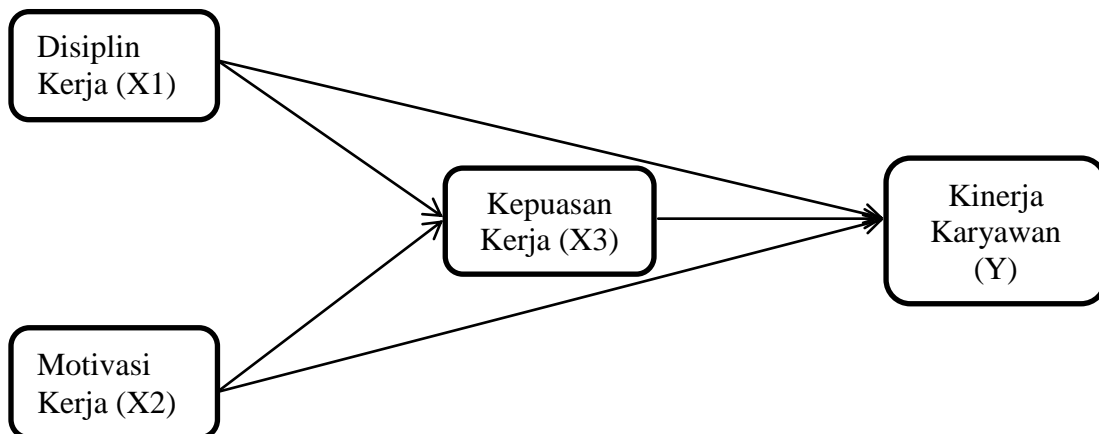 Disiplin
Kerja (X1)
Kepuasan
Kerja (X3)
Kinerja
Karyawan
(Y)
Motivasi
Kerja (X2)